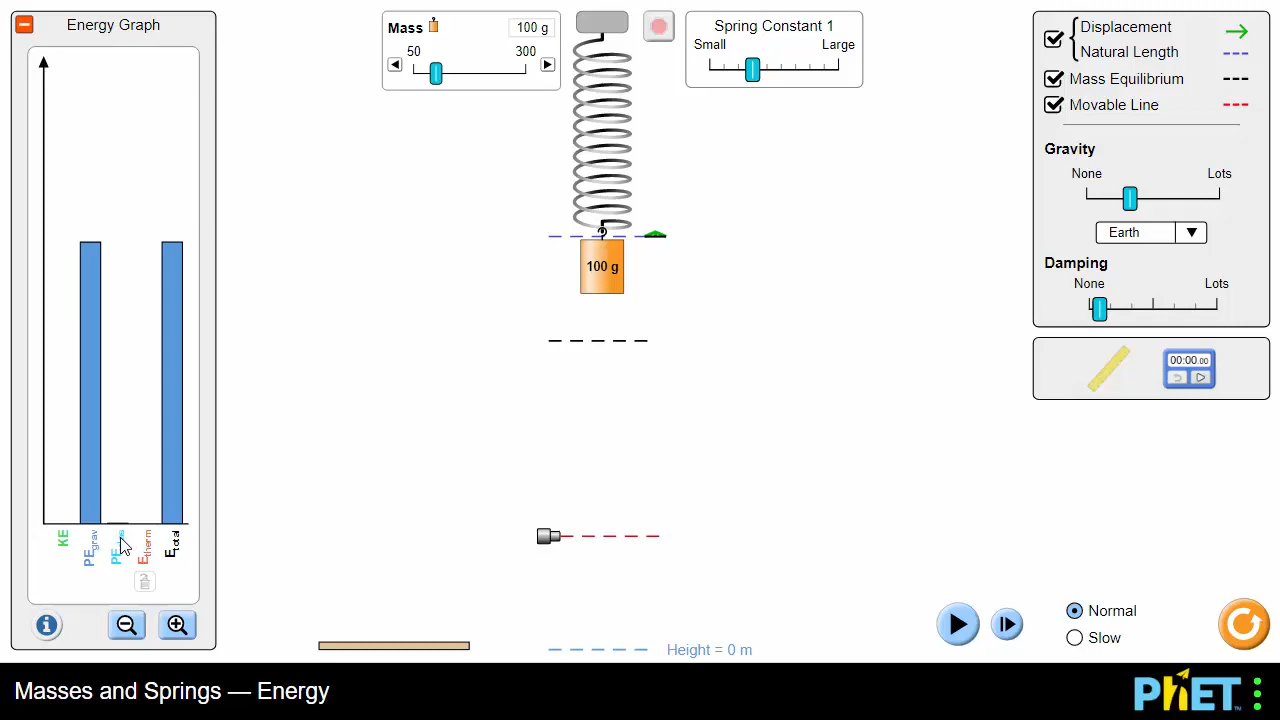 Energy Graph
KE
PEgrav
PE
Etherm
Etotal
Mass
100 g
50
300
Spring Constant 1
Small
Large
100 g
Height = 0 m
Displacement
Natural Length
Mass Equilibrium
Movable Line
Gravity
None
Lots
Earth
Damping
None
Lots
00:00.00
Normal
Slow
Masses and Springs — Energy
PhET